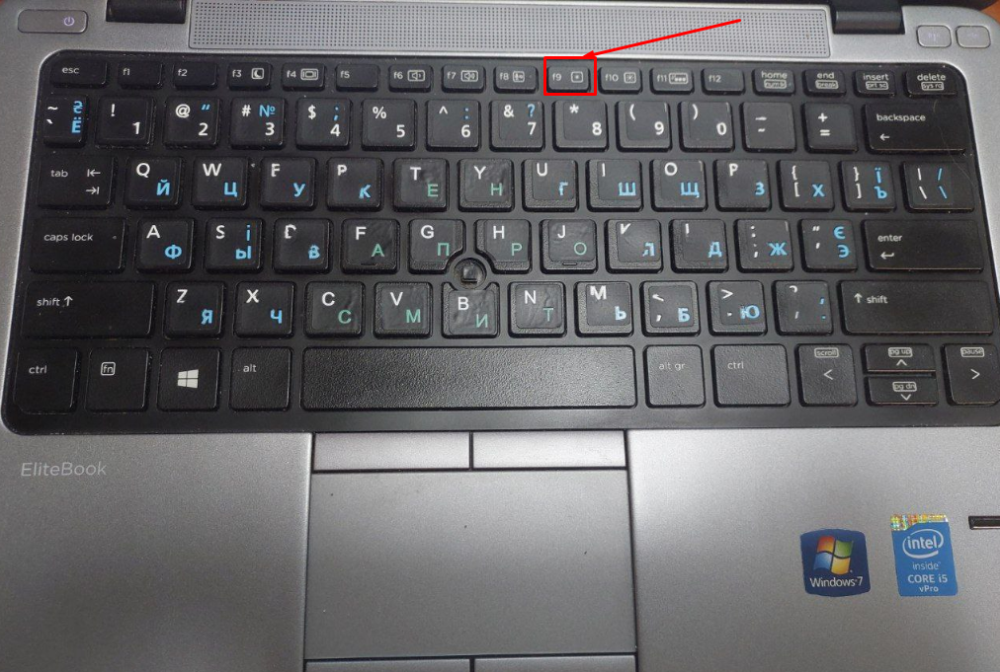 esc f1 f2 f3 f4 f5 f6 f7 f8 f9 f10 f11 f12 home end break insert prt sc delete sys rq
~ ` ₴ Ё ! 1 @ " 2 # № 3 $ ; 4 % 5 ^ : 6 & ? 7 * 8 ( 9 ) 0 - + = backspace
tab Q Й W Ц E У R К T Е Y Н U Г I Ш O Щ P З { [ Х } ] Ї Ъ | \ / \
caps lock A Ф S І Ы D В F А G П H Р J О K Л L Д : ; Ж " ' Є Э enter
shift Z Я X Ч C С V М B И N Т M Ь < , Б > . Ю ? / , . shift
ctrl fn alt alt gr ctrl scroll < pg up pg dn pause >
EliteBook
Windows 7
intel
inside
CORE i5
vPro